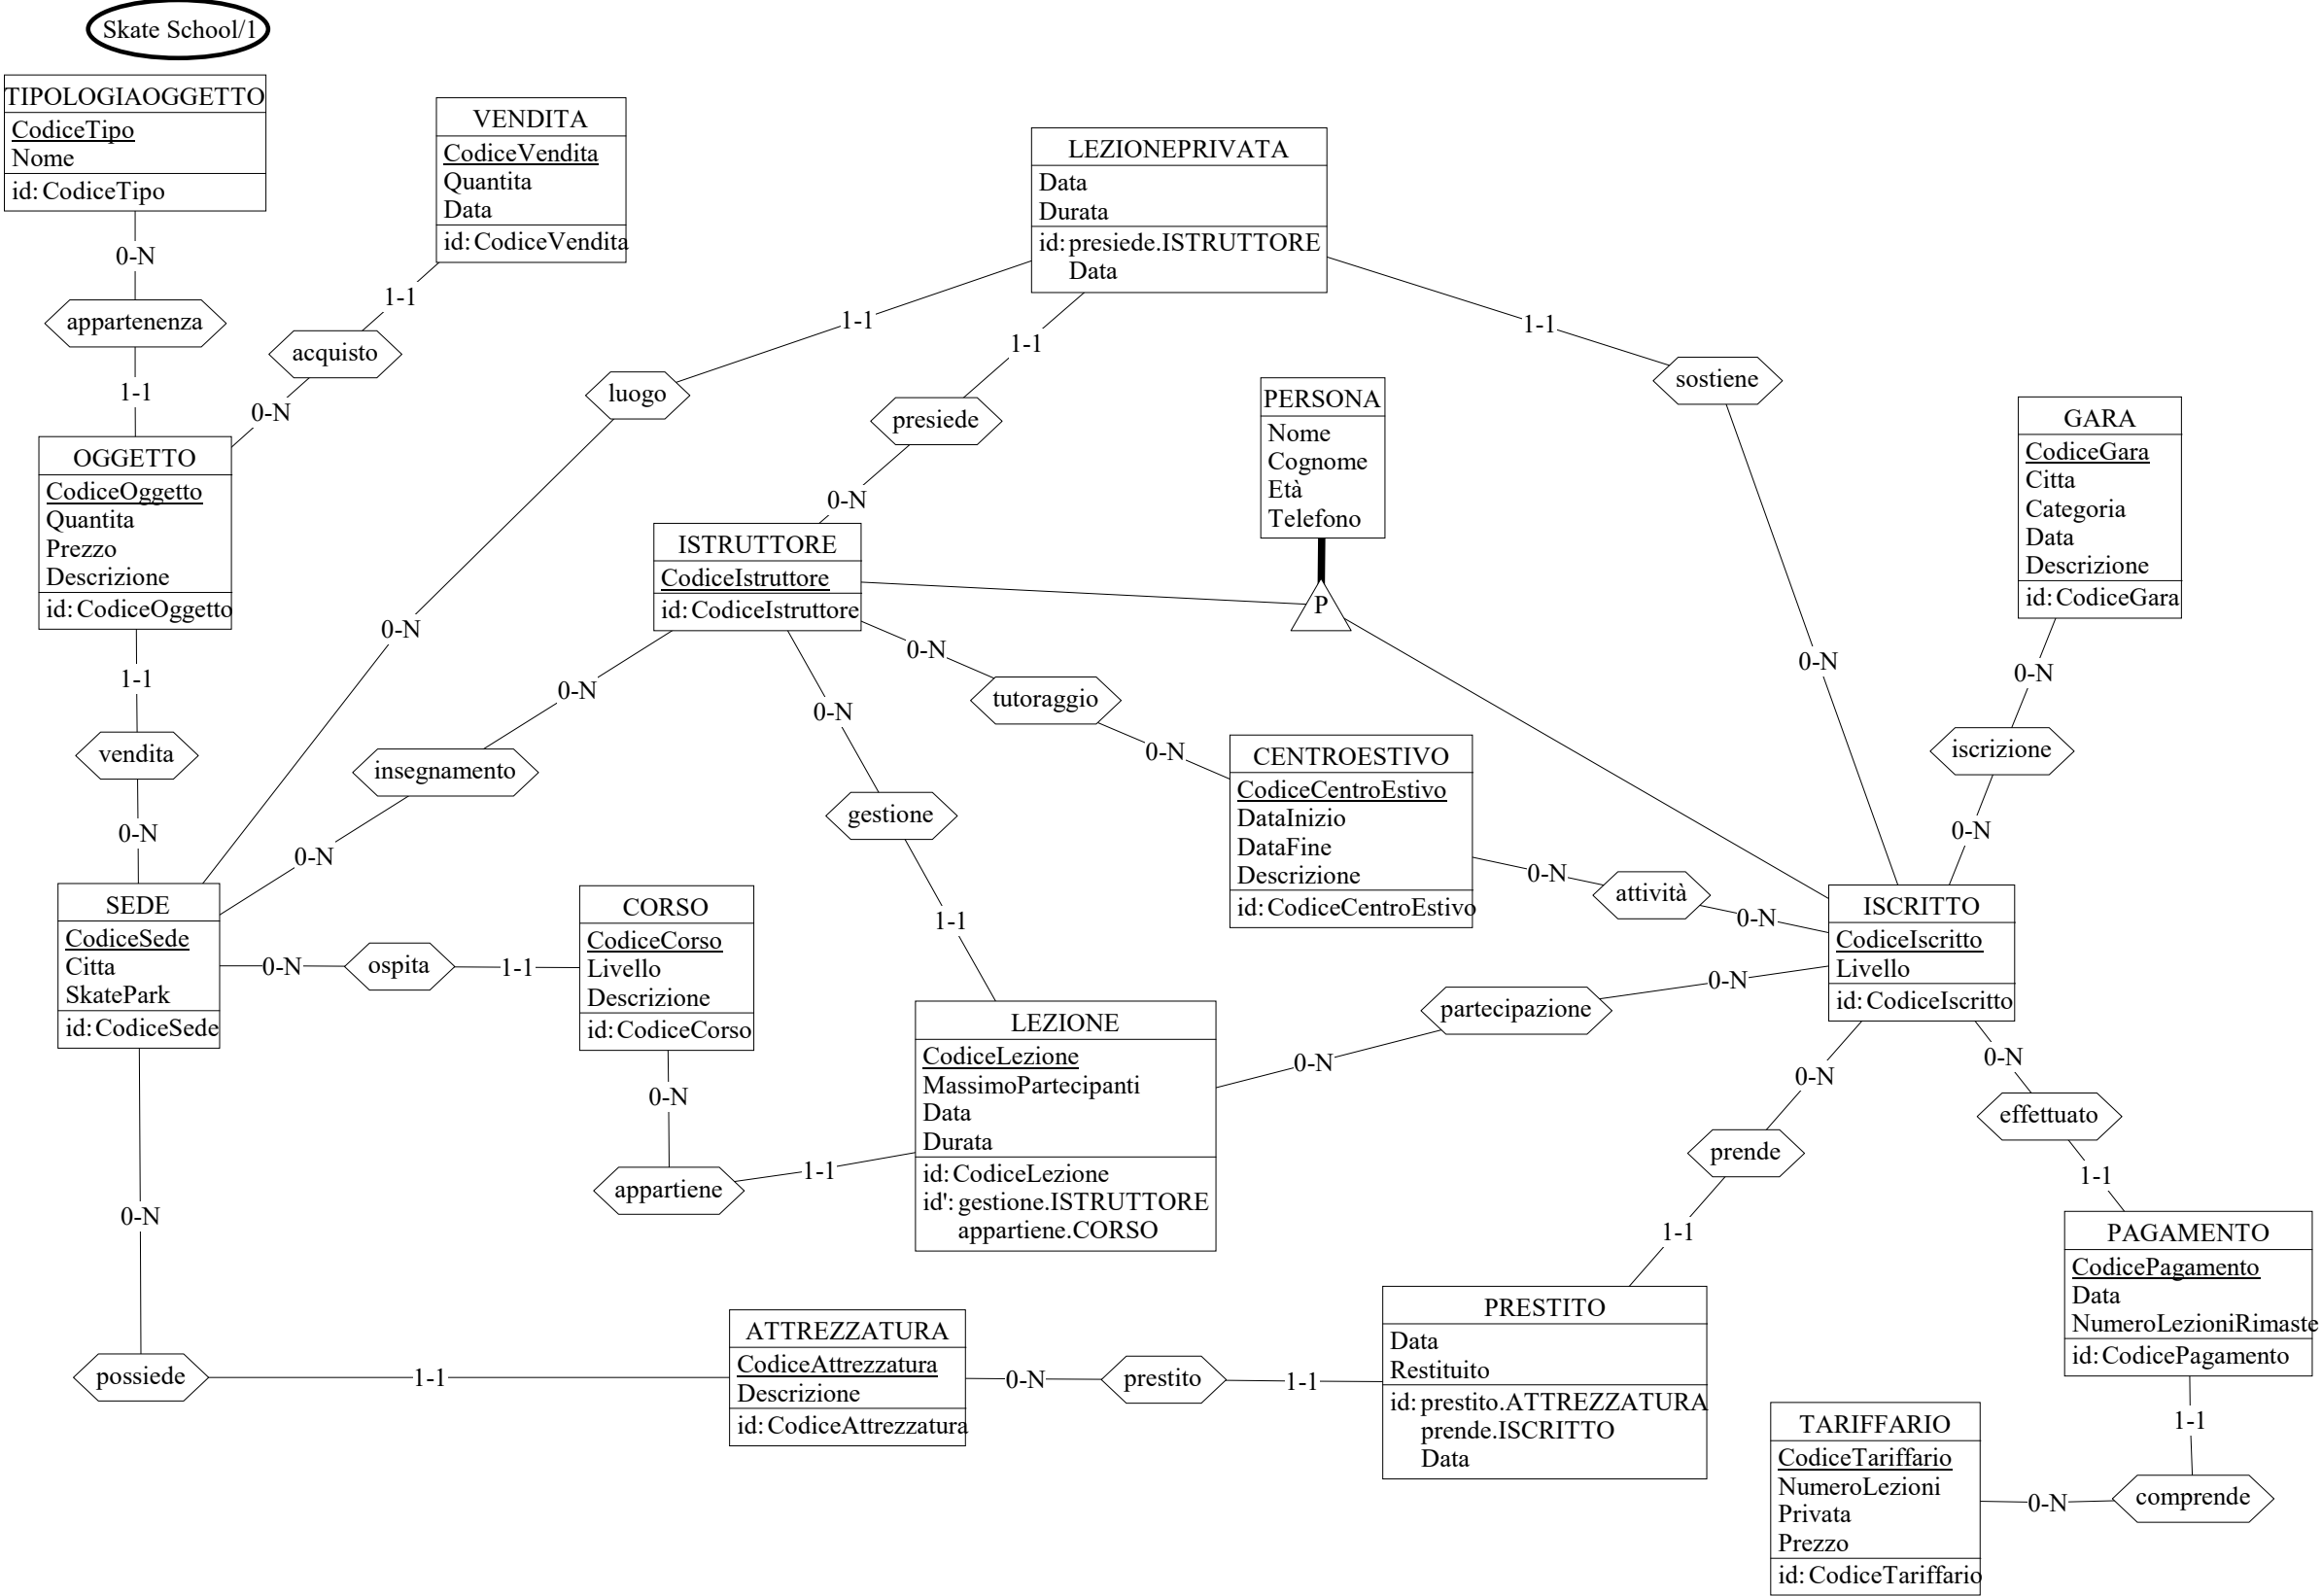 Skate School/1
TIPOLOGIAOGGETTO
CodiceTipo
Nome
id: CodiceTipo
0-N
appartenenza
1-1
VENDITA
CodiceVendita
Quantita
Data
id: CodiceVendita
1-1
acquisto
0-N
OGGETTO
CodiceOggetto
Quantita
Prezzo
Descrizione
id: CodiceOggetto
1-1
vendita
0-N
LEZIONEPRIVATA
Data
Durata
id: presiede.ISTRUTTORE
Data
1-1
luogo
0-N
1-1
presiede
0-N
1-1
sostiene
0-N
PERSONA
Nome
Cognome
Età
Telefono
P
GARA
CodiceGara
Citta
Categoria
Data
Descrizione
id: CodiceGara
0-N
iscrizione
0-N
ISTRUTTORE
CodiceIstruttore
id: CodiceIstruttore
0-N
insegnamento
0-N
0-N
gestione
1-1
0-N
tutoraggio
0-N
CENTROESTIVO
CodiceCentroEstivo
DataInizio
DataFine
Descrizione
id: CodiceCentroEstivo
0-N
attività
0-N
SEDE
CodiceSede
Citta
SkatePark
id: CodiceSede
0-N
ospita
1-1
CORSO
CodiceCorso
Livello
Descrizione
id: CodiceCorso
0-N
appartiene
1-1
LEZIONE
CodiceLezione
MassimoPartecipanti
Data
Durata
id: CodiceLezione
id': gestione.ISTRUTTORE
appartiene.CORSO
0-N
partecipazione
0-N
ISCRITTO
CodiceIscritto
Livello
id: CodiceIscritto
0-N
prende
1-1
0-N
effettuato
1-1
PAGAMENTO
CodicePagamento
Data
NumeroLezioniRimaste
id: CodicePagamento
1-1
comprende
0-N
0-N
possiede
1-1
ATTREZZATURA
CodiceAttrezzatura
Descrizione
id: CodiceAttrezzatura
0-N
prestito
1-1
PRESTITO
Data
Restituito
id: prestito.ATTREZZATURA
prende.ISCRITTO
Data
TARIFFARIO
CodiceTariffario
NumeroLezioni
Privata
Prezzo
id: CodiceTariffario